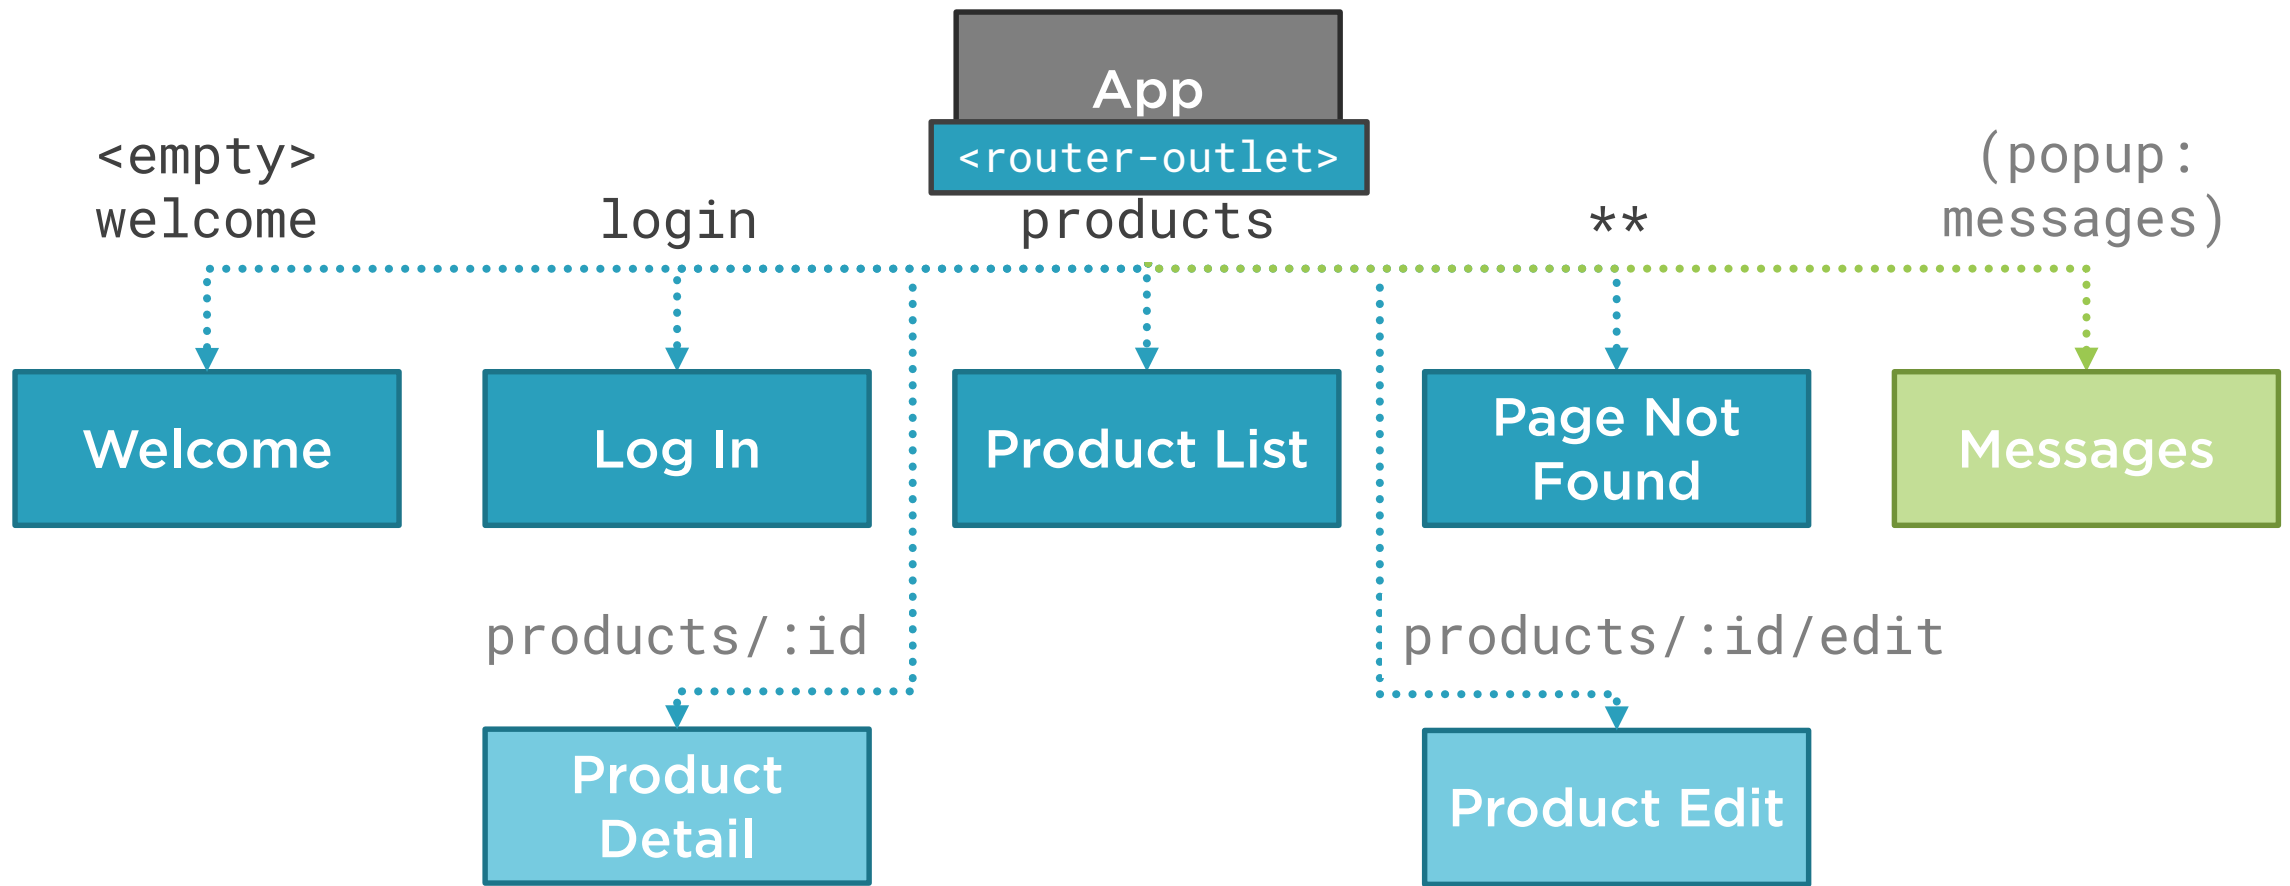 App
<router-outlet>
<empty>
welcome
login
products
**
(popup:
messages)
Welcome
Log In
Product List
Page Not
Found
Messages
products/:id
products/:id/edit
Product
Detail
Product Edit